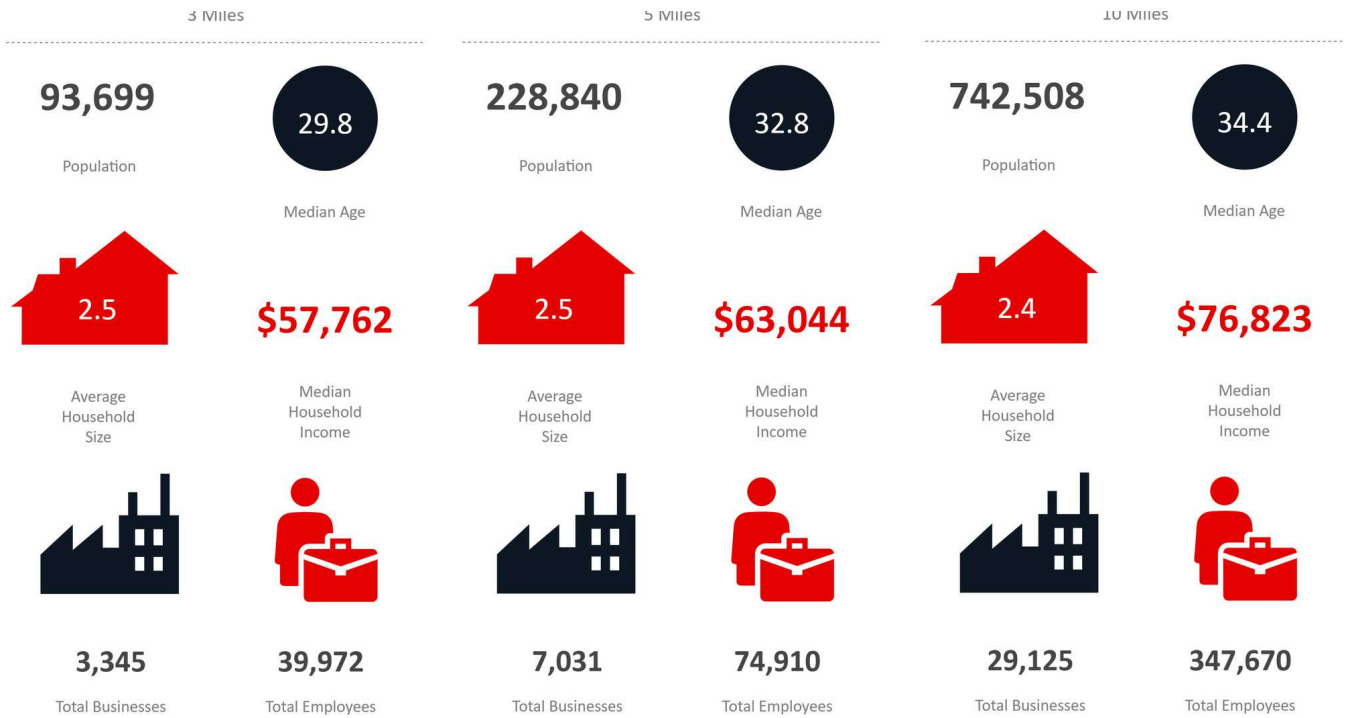 3 Miles
93,699
Population
29.8
Median Age
2.5
Average
Household
Size
$57,762
Median
Household
Income
3,345
Total Businesses
39,972
Total Employees
5 Miles
228,840
Population
32.8
Median Age
2.5
Average
Household
Size
$63,044
Median
Household
Income
7,031
Total Businesses
74,910
Total Employees
10 Miles
742,508
Population
34.4
Median Age
2.4
Average
Household
Size
$76,823
Median
Household
Income
29,125
Total Businesses
347,670
Total Employees